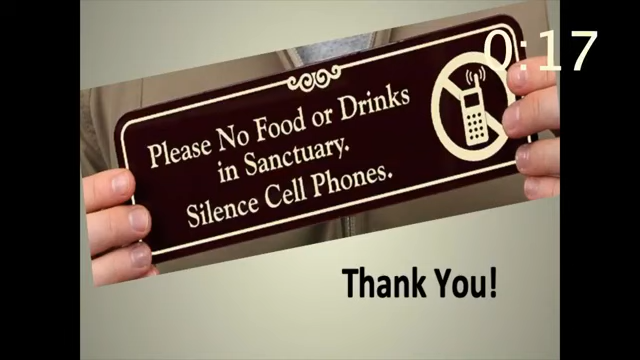 0:17
Please No Food or Drinks
in Sanctuary.
Silence Cell Phones.
Thank You!